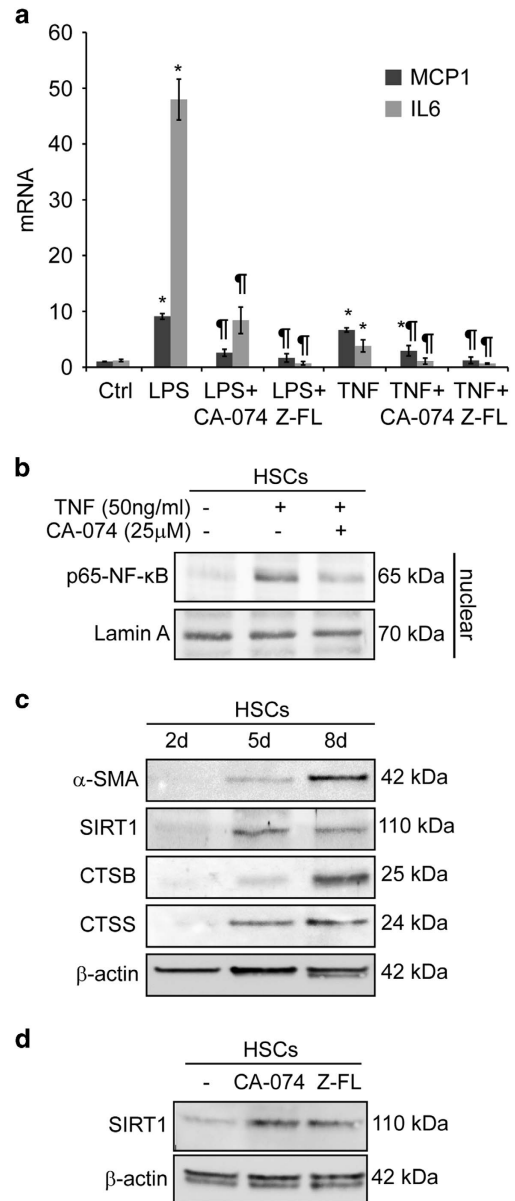 a
60
50
40
30
20
10
0
mRNA
MCP1
IL6
*
*
¶
¶
¶ ¶
* *
*¶ ¶
¶ ¶
Ctrl LPS LPS+ LPS+ TNF TNF+ TNF+
CA-074 Z-FL CA-074 Z-FL
b
HSCs
TNF (50ng/ml) - + +
CA-074 (25μM) - - +
p65-NF-κB 65 kDa
Lamin A 70 kDa
nuclear
c
HSCs
2d 5d 8d
α-SMA 42 kDa
SIRT1 110 kDa
CTSB 25 kDa
CTSS 24 kDa
β-actin 42 kDa
d
HSCs
- CA-074 Z-FL
SIRT1 110 kDa
β-actin 42 kDa